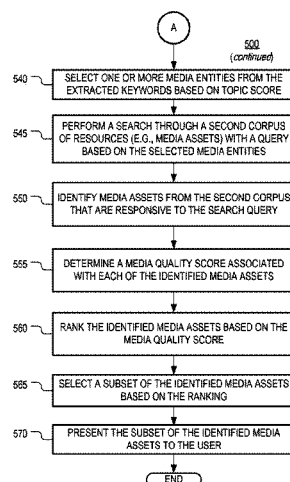 A
500
(continued)
540
SELECT ONE OR MORE MEDIA ENTITIES FROM THE
EXTRACTED KEYWORDS BASED ON TOPIC SCORE
545
PERFORM A SEARCH THROUGH A SECOND CORPUS
OF RESOURCES (E.G., MEDIA ASSETS) WITH A QUERY
BASED ON THE SELECTED MEDIA ENTITIES
550
IDENTIFY MEDIA ASSETS FROM THE SECOND CORPUS
THAT ARE RESPONSIVE TO THE SEARCH QUERY
555
DETERMINE A MEDIA QUALITY SCORE ASSOCIATED
WITH EACH OF THE IDENTIFIED MEDIA ASSETS
560
RANK THE IDENTIFIED MEDIA ASSETS BASED ON THE
MEDIA QUALITY SCORE
565
SELECT A SUBSET OF THE IDENTIFIED MEDIA ASSETS
BASED ON THE RANKING
570
PRESENT THE SUBSET OF THE IDENTIFIED MEDIA
ASSETS TO THE USER
END